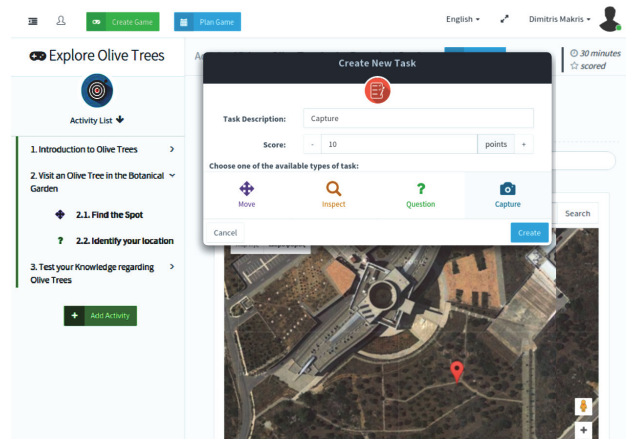 Create Game
Plan Game
English
Dimitris Makris
Explore Olive Trees
30 minutes
scored
Activity List
1. Introduction to Olive Trees
2. Visit an Olive Tree in the Botanical
Garden
2.1. Find the Spot
2.2. Identify your location
3. Test your Knowledge regarding
Olive Trees
+ Add Activity
Create New Task
Task Description:
Capture
Score:
- 10 points +
Choose one of the available types of task:
Move
Inspect
Question
Capture
Cancel
Create
Search
+